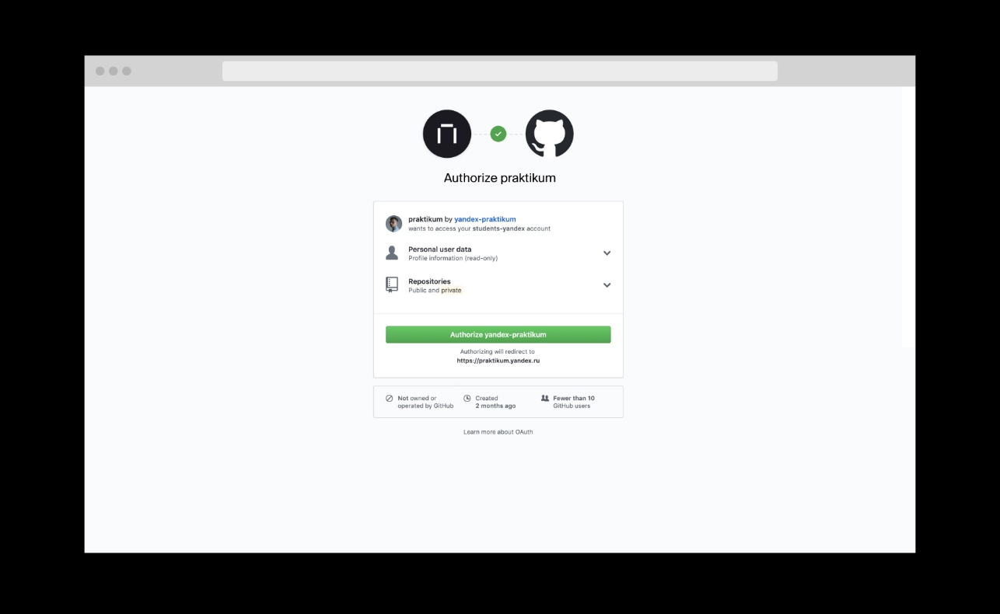 Authorize praktikum
praktikum by yandex-praktikum
wants to access your students-yandex account
Personal user data
Profile information (read-only)
Repositories
Public and private
Authorize yandex-praktikum
Authorizing will redirect to
https://praktikum.yandex.ru
Not owned or
operated by GitHub
Created
2 months ago
Fewer than 10
GitHub users
Learn more about OAuth